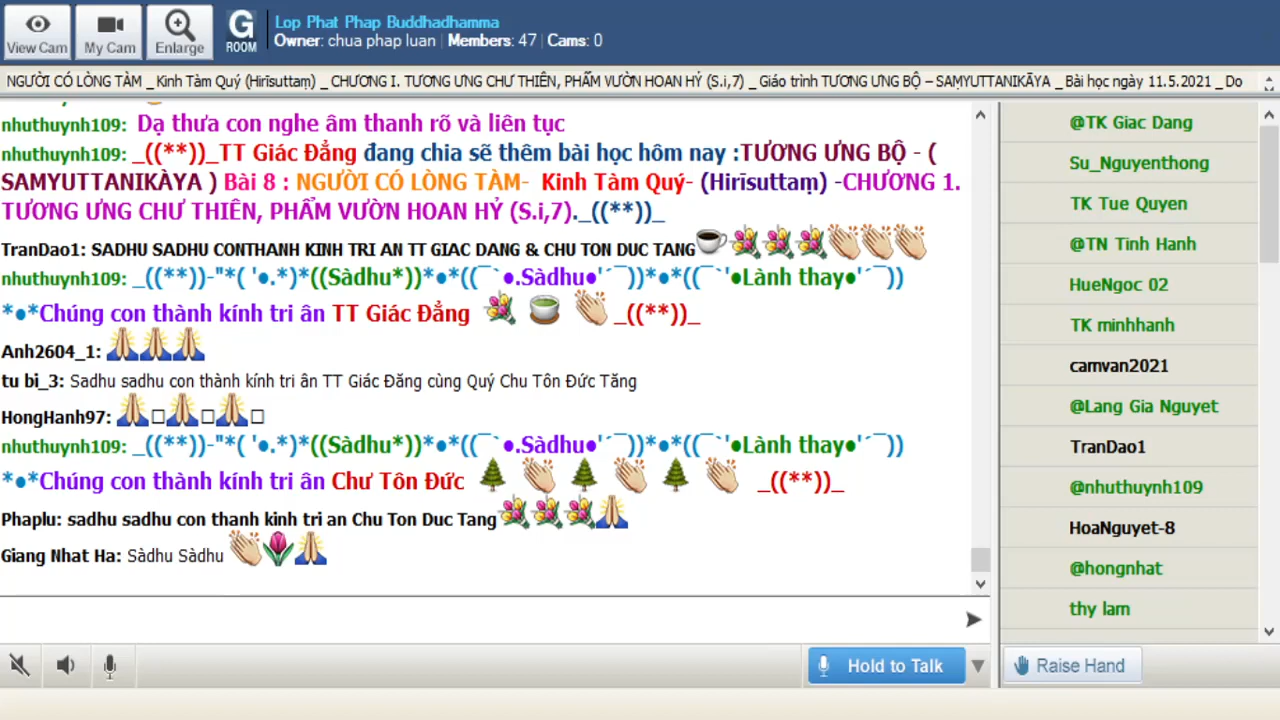 View Cam
My Cam
Enlarge
G
ROOM
Lop Phat Phap Buddhadhamma
Owner: chua phap luan | Members: 47 | Cams: 0
NGƯỜI CÓ LÒNG TÀM _ Kinh Tàm Quý (Hirīsuttaṃ) _ CHƯƠNG I. TƯƠNG ƯNG CHƯ THIÊN, PHẨM VƯỜN HOAN HỶ (S.i,7) _ Giáo trình TƯƠNG ƯNG BỘ – SAṂYUTTANIKĀYA _ Bài học ngày 11.5.2021 _ Do
nhuthuynh109: Dạ thưa con nghe âm thanh rõ và liên tục
nhuthuynh109: _((**))_TT Giác Đẳng đang chia sẽ thêm bài học hôm nay :TƯƠNG ƯNG BỘ - (
SAMYUTTANIKÀYA ) Bài 8 : NGƯỜI CÓ LÒNG TÀM- Kinh Tàm Quý- (Hirīsuttaṃ) -CHƯƠNG 1.
TƯƠNG ƯNG CHƯ THIÊN, PHẨM VƯỜN HOAN HỶ (S.i,7)._((**))_
TranDao1: SADHU SADHU CONTHANH KINH TRI AN TT GIAC DANG & CHU TON DUC TANG
nhuthuynh109: _((**))-"*( '●.*)*((Sàdhu*))*●*((¯`●.Sàdhu●'´¯))*●*((¯`'●Lành thay●'´¯))
*●*Chúng con thành kính tri ân TT Giác Đẳng _((**))_
Anh2604_1:
tu bi_3: Sadhu sadhu con thành kính tri ân TT Giác Đăng cùng Quý Chu Tôn Đức Tăng
HongHanh97:
nhuthuynh109: _((**))-"*( '●.*)*((Sàdhu*))*●*((¯`●.Sàdhu●'´¯))*●*((¯`'●Lành thay●'´¯))
*●*Chúng con thành kính tri ân Chư Tôn Đức _((**))_
Phaplu: sadhu sadhu con thanh kinh tri an Chu Ton Duc Tang
Giang Nhat Ha: Sàdhu Sàdhu
@TK Giac Dang
Su_Nguyenthong
TK Tue Quyen
@TN Tinh Hanh
HueNgoc 02
TK minhhanh
camvan2021
@Lang Gia Nguyet
TranDao1
@nhuthuynh109
HoaNguyet-8
@hongnhat
thy lam
Hold to Talk
Raise Hand